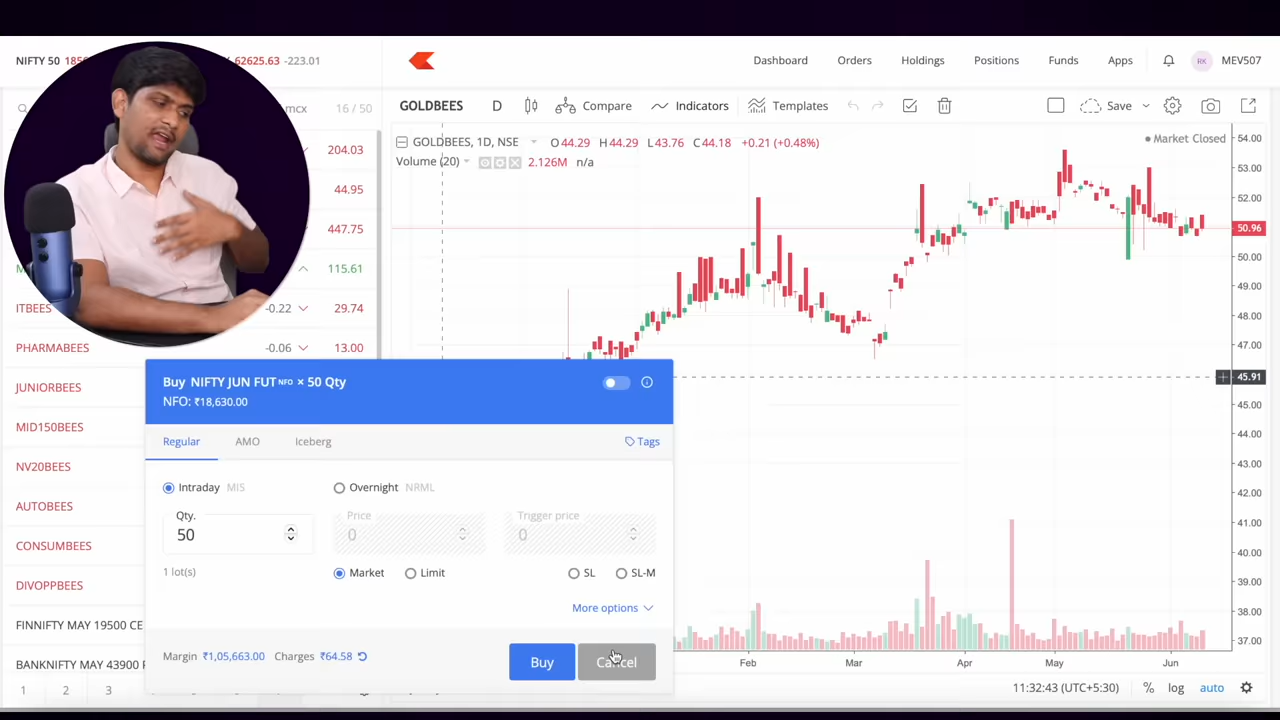 NIFTY 50 185
62625.63 -223.01
Dashboard Orders Holdings Positions Funds Apps RK MEV507
mcx 16 / 50
GOLDBEES D Compare Indicators Templates Save
GOLDBEES, 1D, NSE O44.29 H44.29 L43.76 C44.18 +0.21 (+0.48%)
Market Closed
Volume (20) 2.126M n/a
204.03
44.95
447.75
115.61
ITBEES -0.22 29.74
PHARMABEES -0.06 13.00
JUNIORBEES
MID150BEES
NV20BEES
AUTOBEES
CONSUMBEES
DIVOPPBEES
FINNIFTY MAY 19500 CE
BANKNIFTY MAY 43900 P
1 2 3
Buy NIFTY JUN FUT NFO × 50 Qty
NFO: ₹18,630.00
Regular AMO Iceberg Tags
Intraday MIS Overnight NRML
Qty. Price Trigger price
50 0 0
1 lot(s) Market Limit SL SL-M
More options
Margin ₹1,05,663.00 Charges ₹64.58 Buy Cancel
54.00
53.00
52.00
50.96
50.00
49.00
48.00
47.00
45.91
45.00
44.00
43.00
42.00
41.00
40.00
39.00
38.00
37.00
Feb Mar Apr May Jun
11:32:43 (UTC+5:30) % log auto